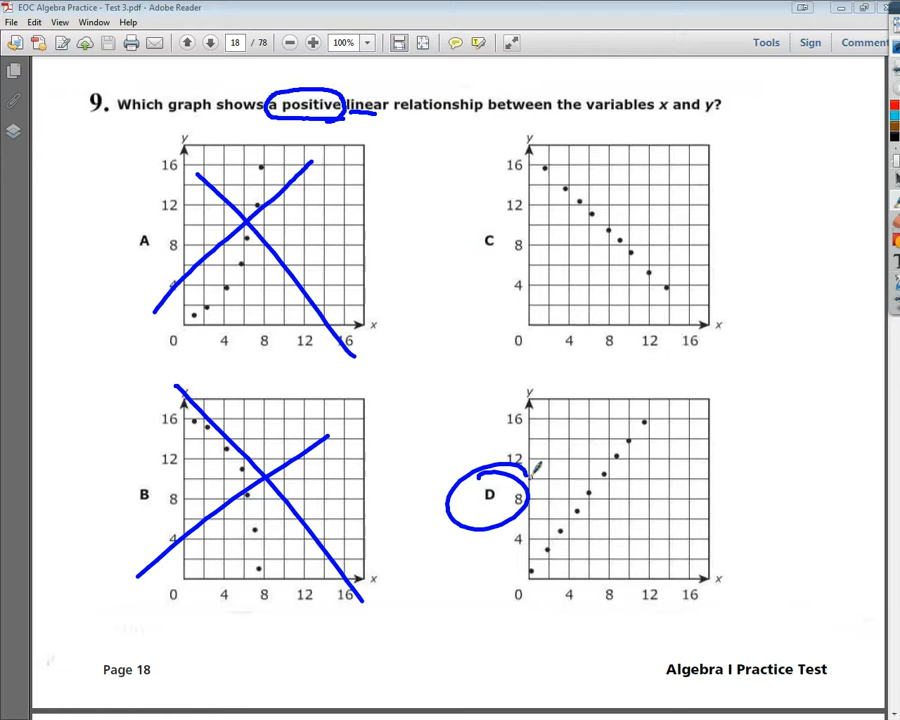 EOC Algebra Practice - Test 3.pdf - Adobe Reader
File Edit View Window Help
18 / 78 100% Tools Sign Comment
9. Which graph shows a positive linear relationship between the variables x and y?
A
y
16
12
8
4
0 4 8 12 16
x
C
y
16
12
8
4
0 4 8 12 16
x
B
y
16
12
8
4
0 4 8 12 16
x
D
y
16
12
8
4
0 4 8 12 16
x
Page 18 Algebra I Practice Test